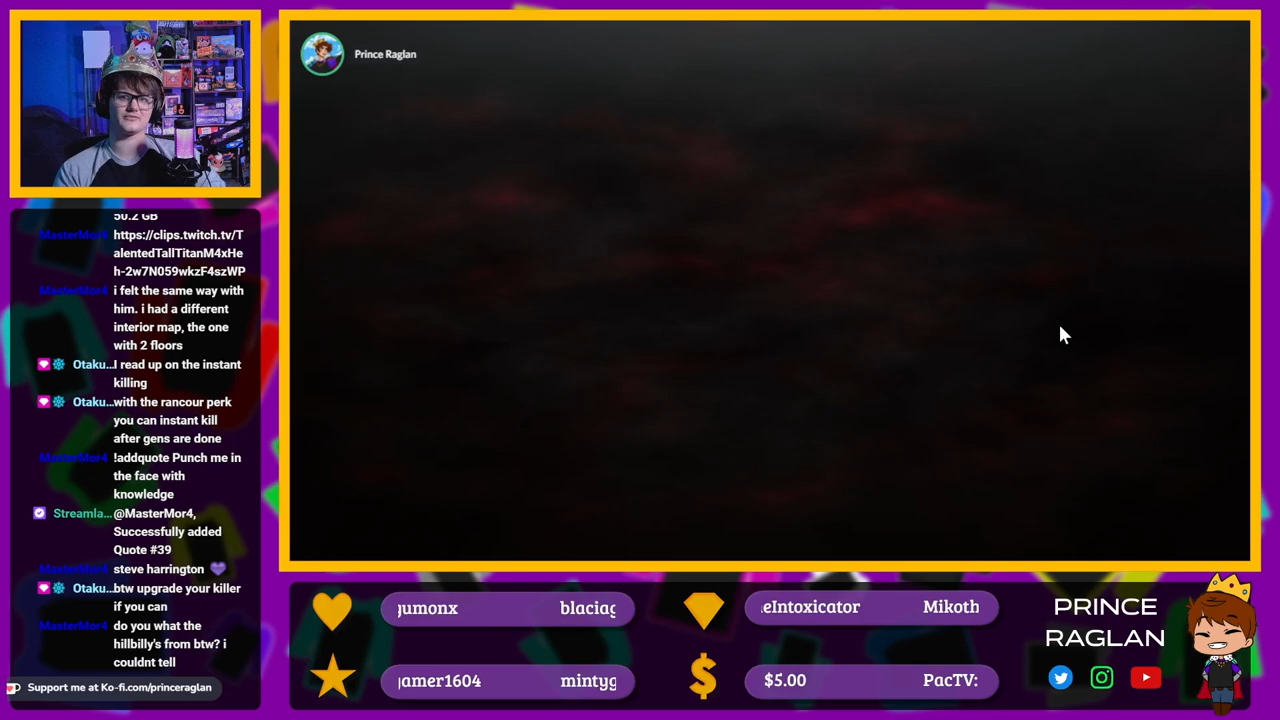 Prince Raglan
50.2 GB
MasterMor4 https://clips.twitch.tv/T
alentedTallTitanM4xHe
h-2w7N059wkzF4szWP
MasterMor4 i felt the same way with
him. i had a different
interior map, the one
with 2 floors
Otaku... I read up on the instant
killing
Otaku... with the rancour perk
you can instant kill
after gens are done
MasterMor4 !addquote Punch me in
the face with
knowledge
Streamla... @MasterMor4,
Successfully added
Quote #39
MasterMor4 steve harrington
Otaku... btw upgrade your killer
if you can
MasterMor4 do you what the
hillbilly's from btw? i
couldnt tell
Support me at Ko-fi.com/princeraglan
gumonx blaciag
eIntoxicator Mikoth
jamer1604 mintyg
$5.00 PacTV:
PRINCE
RAGLAN